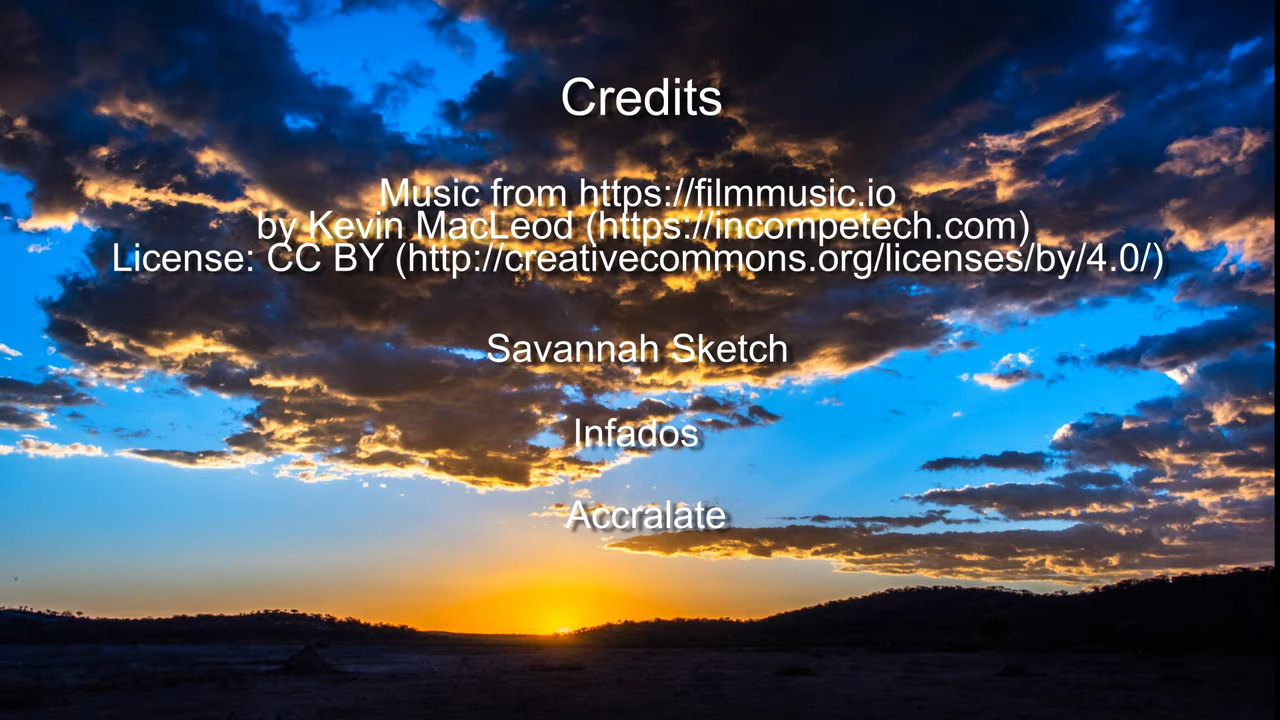 Credits
Music from https://filmmusic.io
by Kevin MacLeod (https://incompetech.com)
License: CC BY (http://creativecommons.org/licenses/by/4.0/)
Savannah Sketch
Infados
Accralate